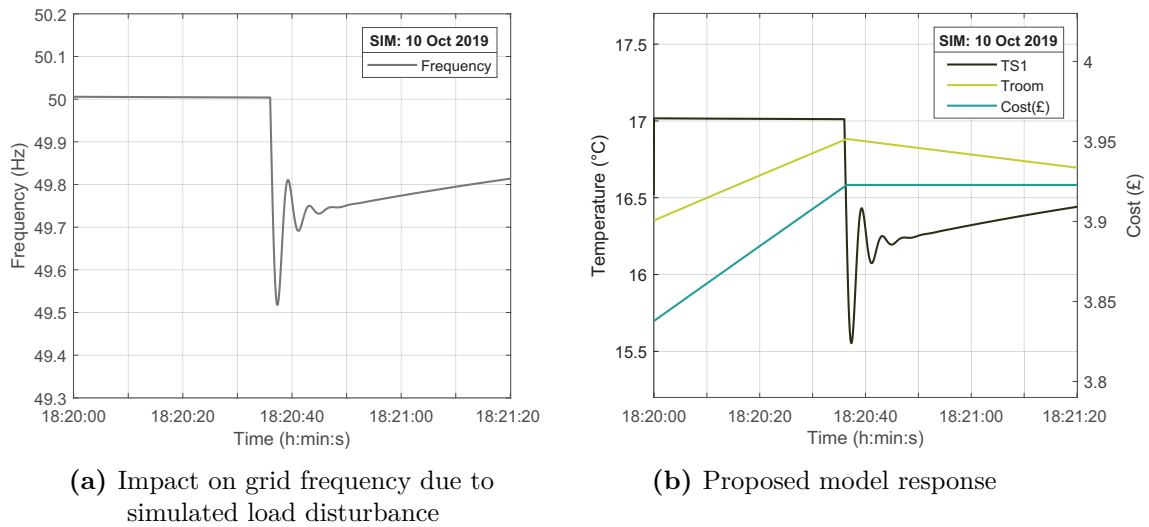 SIM: 10 Oct 2019
Frequency
50.2
50.1
50
49.9
49.8
49.7
49.6
49.5
49.4
49.3
Frequency (Hz)
18:20:00
18:20:20
18:20:40
18:21:00
18:21:20
Time (h:min:s)
(a) Impact on grid frequency due to
simulated load disturbance
SIM: 10 Oct 2019
TS1
Troom
Cost(£)
17.5
17
16.5
16
15.5
Temperature (°C)
4
3.95
3.9
3.85
3.8
Cost (£)
18:20:00
18:20:20
18:20:40
18:21:00
18:21:20
Time (h:min:s)
(b) Proposed model response